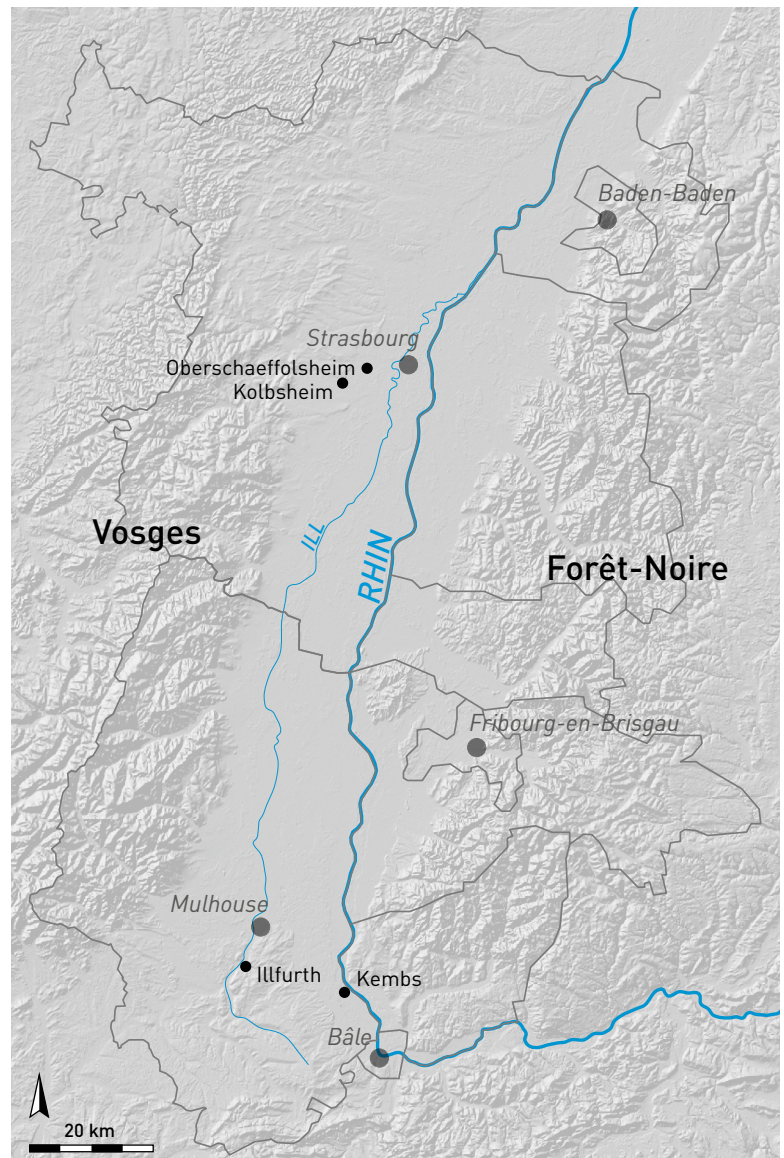 Baden-Baden
Strasbourg
Oberschaeffolsheim
Kolbsheim
Vosges
ILL
RHIN
Forêt-Noire
Fribourg-en-Brisgau
Mulhouse
Illfurth
Kembs
Bâle
20 km